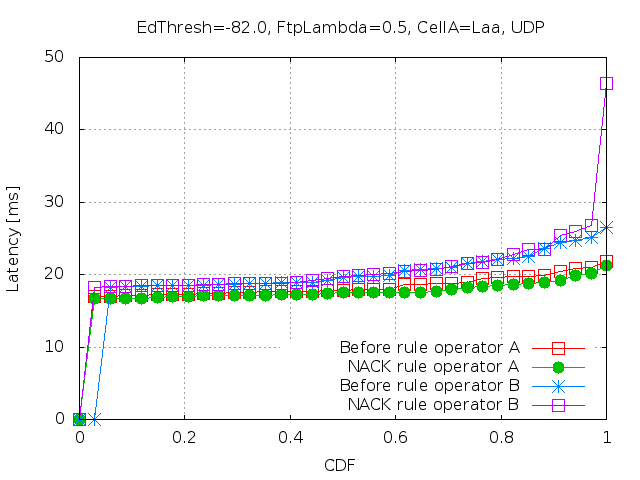 EdThresh=-82.0, FtpLambda=0.5, CellA=Laa, UDP
50
40
30
20
10
0
Latency [ms]
Before rule operator A
NACK rule operator A
Before rule operator B
NACK rule operator B
0 0.2 0.4 0.6 0.8 1
CDF